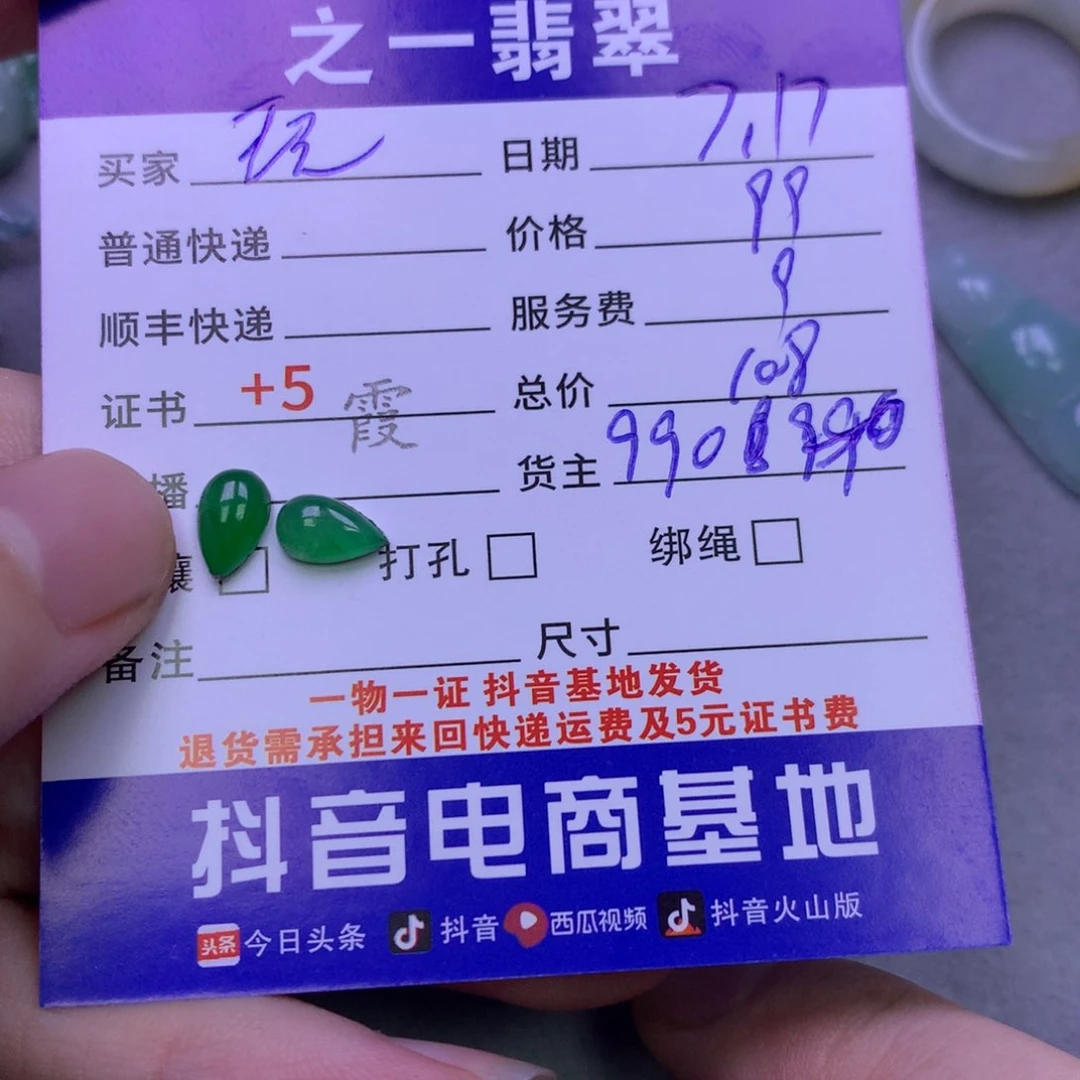 之一翡翠
买家 玩 日期 7.17
普通快递 价格 99
顺丰快递 服务费 9
证书 +5 霞 总价 108
播 货主 990
镶 打孔 绑绳
备注 尺寸
一物一证 抖音基地发货
退货需承担来回快递运费及5元证书费
抖音电商基地
头条 今日头条 抖音 西瓜视频 抖音火山版